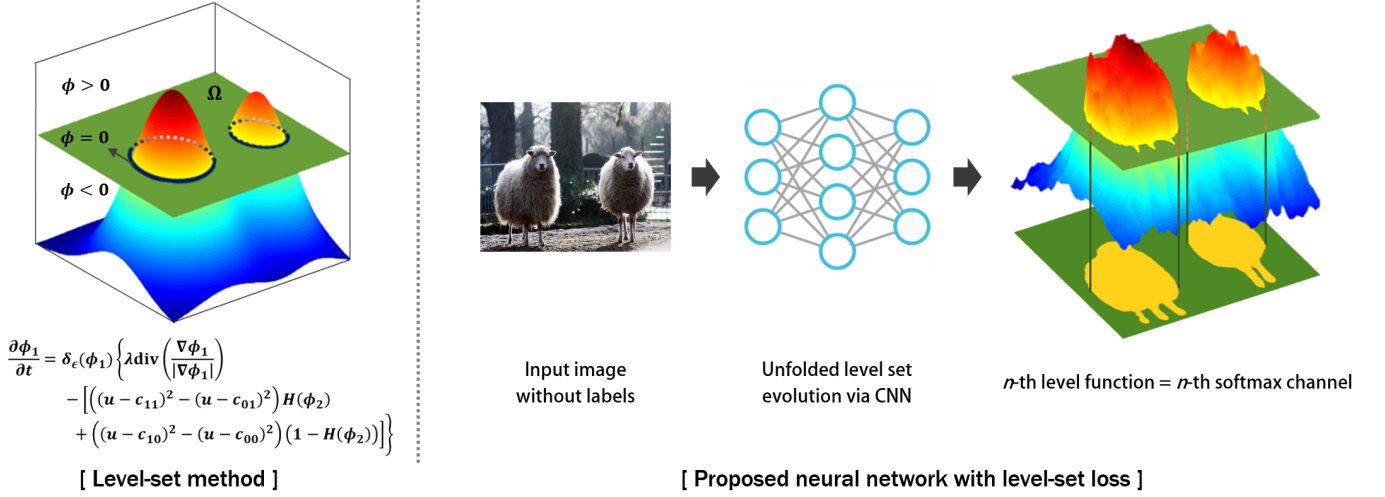 ϕ > 0
Ω
ϕ = 0
ϕ < 0
∂ϕ₁/∂t = δ_ϵ(ϕ₁){λdiv(∇ϕ₁/|∇ϕ₁|)
−[((u − c₁₁)² − (u − c₀₁)²)H(ϕ₂)
+((u − c₁₀)² − (u − c₀₀)²)(1 − H(ϕ₂))]}
[ Level-set method ]
Input image
without labels
Unfolded level set
evolution via CNN
n-th level function = n-th softmax channel
[ Proposed neural network with level-set loss ]